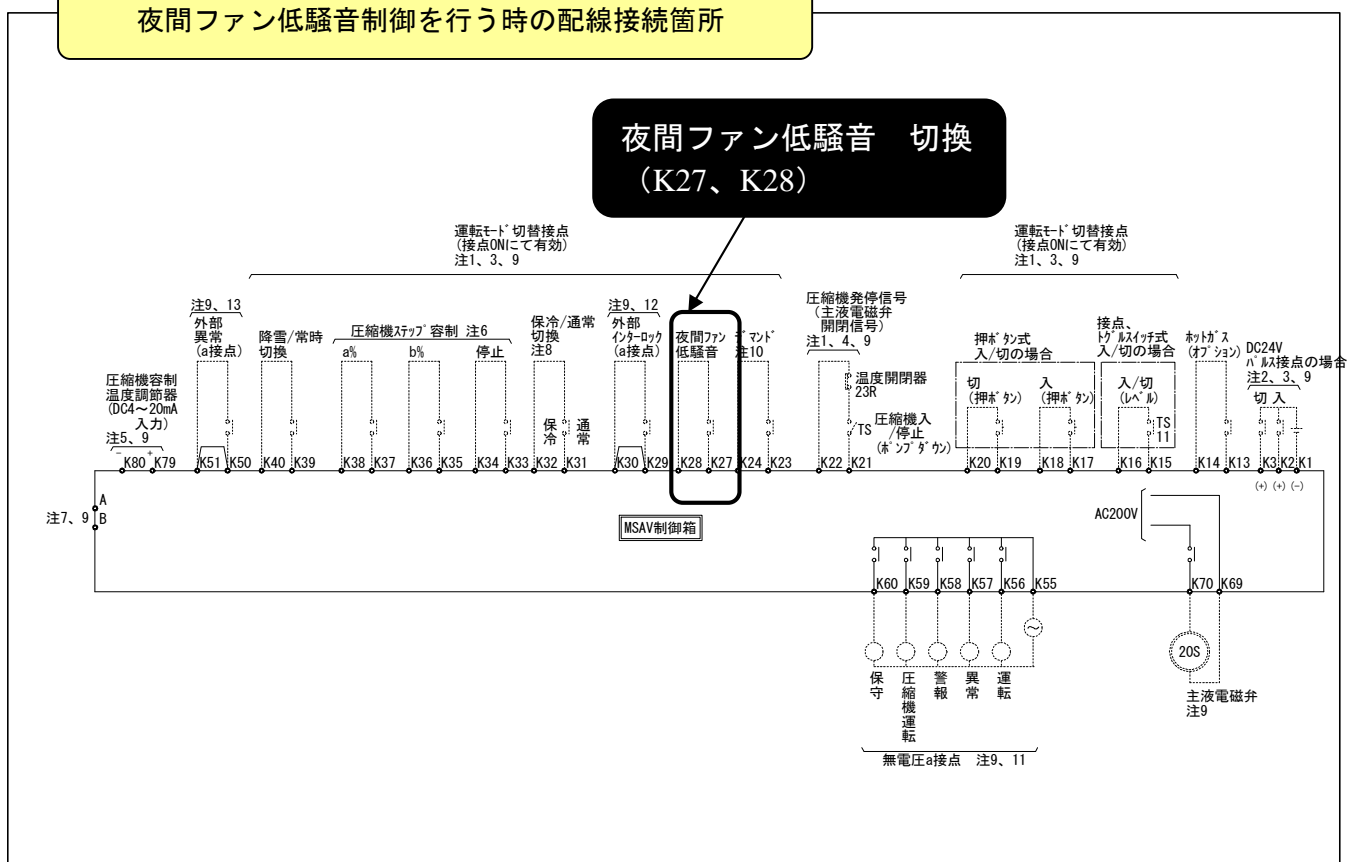 夜間ファン低騒音制御を行う時の配線接続箇所
夜間ファン低騒音　切換
（K27、K28）
運転モード切替接点
(接点ONにて有効)
注1、3、9
運転モード切替接点
(接点ONにて有効)
注1、3、9
圧縮機容制
温度調節器
(DC4～20mA
入力)
注5、9
- +
注9、13
外部
異常
(a接点)
降雪/常時
切換
圧縮機ステップ容制 注6
a%
b%
停止
保冷/通常
切換
注8
保冷
通常
注9、12
外部
インターロック
(a接点)
夜間ファン
低騒音
デマンド
注10
圧縮機発停信号
(主液電磁弁
開閉信号)
注1、4、9
温度開閉器
23R
TS
圧縮機入
/停止
(ポンプダウン)
押ボタン式
入/切の場合
切
(押ボタン)
入
(押ボタン)
接点、
トグルスイッチ式
入/切の場合
入/切
(レベル)
TS
11
ホットガス
(オプション)
DC24V
パルス接点の場合
注2、3、9
切 入
K80 K79 K51 K50 K40 K39 K38 K37 K36 K35 K34 K33 K32 K31 K30 K29 K28 K27 K24 K23 K22 K21 K20 K19 K18 K17 K16 K15 K14 K13 K3 K2 K1
(+) (+) (-)
A
注7、9
B
MSAV制御箱
AC200V
K60 K59 K58 K57 K56 K55 K70 K69
～
20S
保守
圧縮機運転
警報
異常
運転
主液電磁弁
注9
無電圧a接点　注9、11